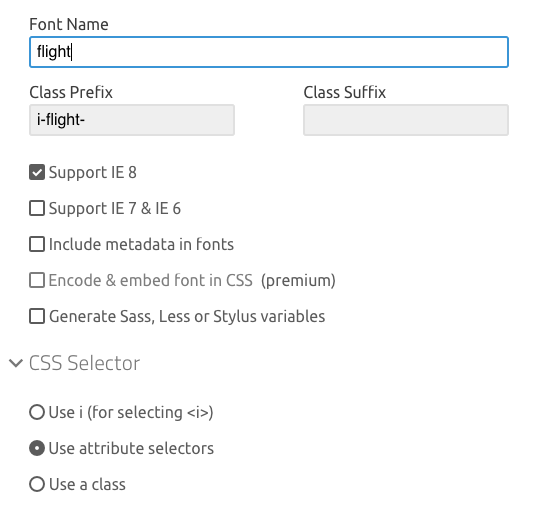 Font Name
flight
Class Prefix
Class Suffix
i-flight-
Support IE 8
Support IE 7 & IE 6
Include metadata in fonts
Encode & embed font in CSS (premium)
Generate Sass, Less or Stylus variables
CSS Selector
Use i (for selecting <i>)
Use attribute selectors
Use a class